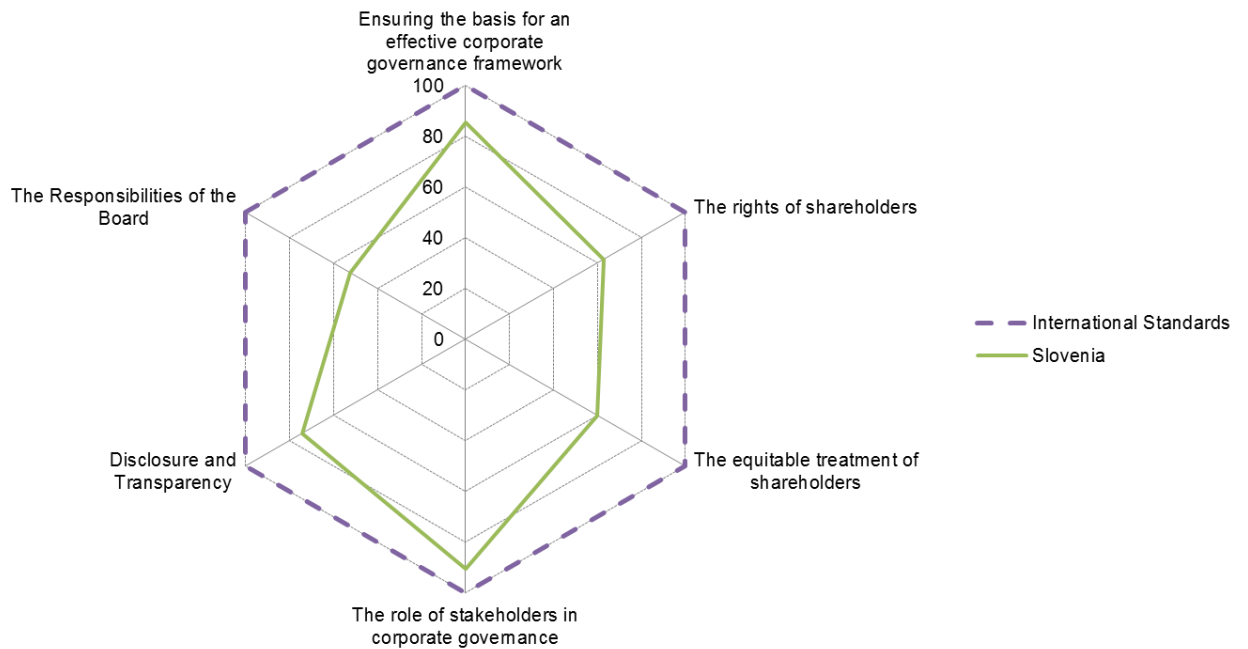 Ensuring the basis for an
effective corporate
governance framework
100
80
60
40
20
0
The Responsibilities of the
Board
The rights of shareholders
International Standards
Slovenia
Disclosure and
Transparency
The equitable treatment of
shareholders
The role of stakeholders in
corporate governance